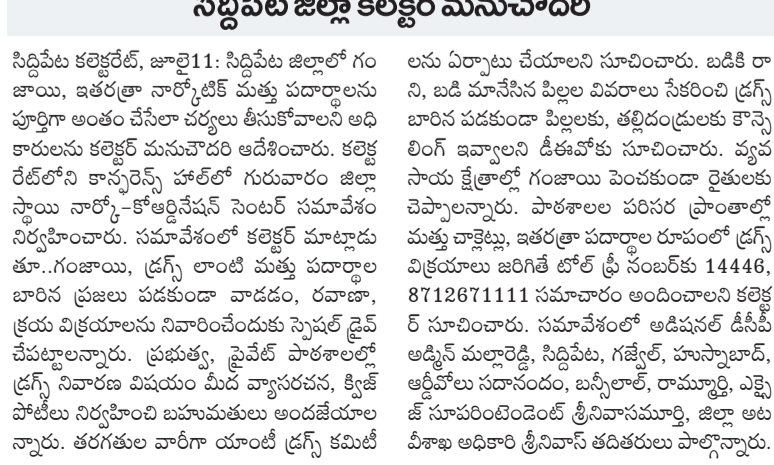 సిద్దిపేట జిల్లా కలెక్టర్ మనుచౌదరి
సిద్దిపేట కలెక్టరేట్, జూలై11: సిద్దిపేట జిల్లాలో గం
జాయి, ఇతరత్రా నార్కోటిక్ మత్తు పదార్థాలను
పూర్తిగా అంతం చేసేలా చర్యలు తీసుకోవాలని అధి
కారులను కలెక్టర్ మనుచౌదరి ఆదేశించారు. కలెక్ట
రేట్‌లోని కాన్ఫరెన్స్ హాల్‌లో గురువారం జిల్లా
స్థాయి నార్కో-కోఆర్డినేషన్ సెంటర్ సమావేశం
నిర్వహించారు. సమావేశంలో కలెక్టర్ మాట్లాడు
తూ..గంజాయి, డ్రగ్స్ లాంటి మత్తు పదార్థాల
బారిన ప్రజలు పడకుండా వాడడం, రవాణా,
క్రయ విక్రయాలను నివారించేందుకు స్పెషల్ డ్రైవ్
చేపట్టాలన్నారు. ప్రభుత్వ, ప్రైవేట్ పాఠశాలల్లో
డ్రగ్స్ నివారణ విషయం మీద వ్యాసరచన, క్విజ్
పోటీలు నిర్వహించి బహుమతులు అందజేయాల
న్నారు. తరగతుల వారీగా యాంటీ డ్రగ్స్ కమిటీ
లను ఏర్పాటు చేయాలని సూచించారు. బడికి రా
ని, బడి మానేసిన పిల్లల వివరాలు సేకరించి డ్రగ్స్
బారిన పడకుండా పిల్లలకు, తల్లిదండ్రులకు కౌన్సె
లింగ్ ఇవ్వాలని డీఈవోకు సూచించారు. వ్యవ
సాయ క్షేత్రాల్లో గంజాయి పెంచకుండా రైతులకు
చెప్పాలన్నారు. పాఠశాలల పరిసర ప్రాంతాల్లో
మత్తు చాక్లెట్లు, ఇతరత్రా పదార్థాల రూపంలో డ్రగ్స్
విక్రయాలు జరిగితే టోల్ ఫ్రీ నంబర్‌కు 14446,
8712671111 సమాచారం అందించాలని కలెక్ట
ర్ సూచించారు. సమావేశంలో అడిషనల్ డీసీపీ
అడ్మిన్ మల్లారెడ్డి, సిద్దిపేట, గజ్వేల్, హుస్నాబాద్,
ఆర్డీవోలు సదానందం, బన్సీలాల్, రామ్మూర్తి, ఎక్సై
జ్ సూపరింటెండెంట్ శ్రీనివాసమూర్తి, జిల్లా అట
వీశాఖ అధికారి శ్రీనివాస్ తదితరులు పాల్గొన్నారు.